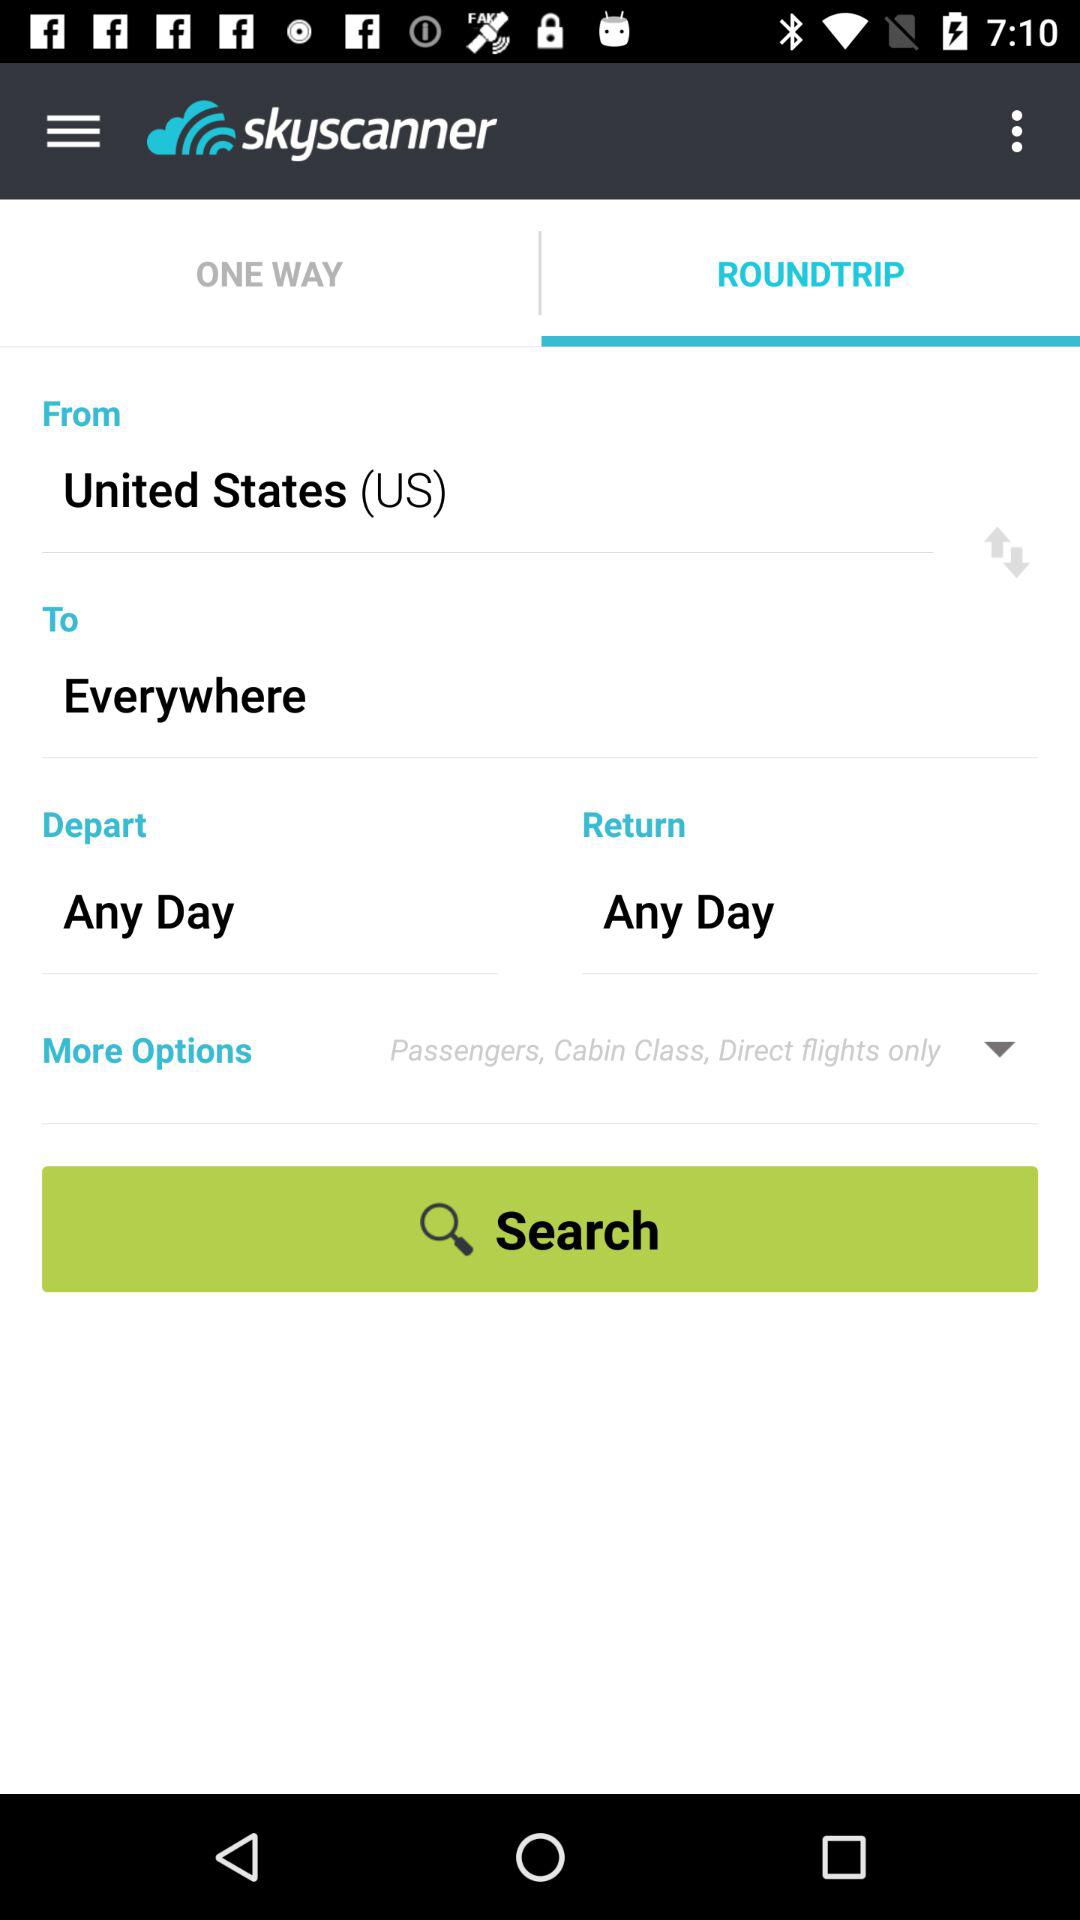 FAKE 7:10
skyscanner
ONE WAY ROUNDTRIP
From
United States (US)
To
Everywhere
Depart Return
Any Day Any Day
More Options Passengers, Cabin Class, Direct flights only
Search